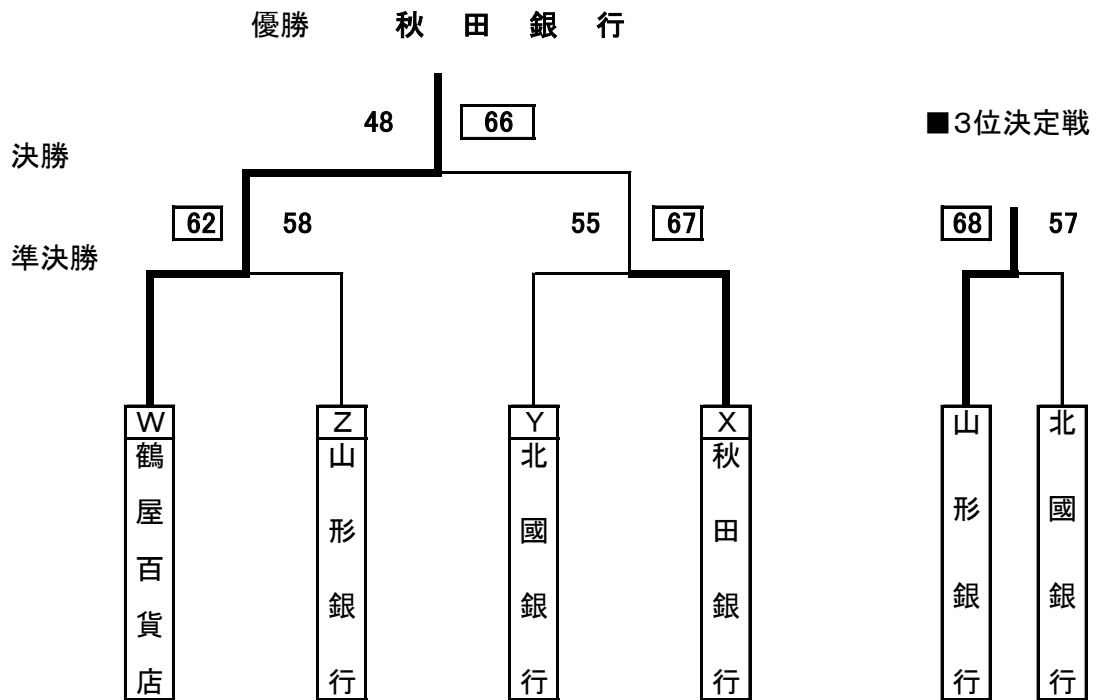 優勝 秋田銀行
48 66
■3位決定戦
決勝
62 58 55 67 68 57
準決勝
W Z Y X
鶴屋百貨店
山形銀行
北國銀行
秋田銀行
山形銀行
北國銀行